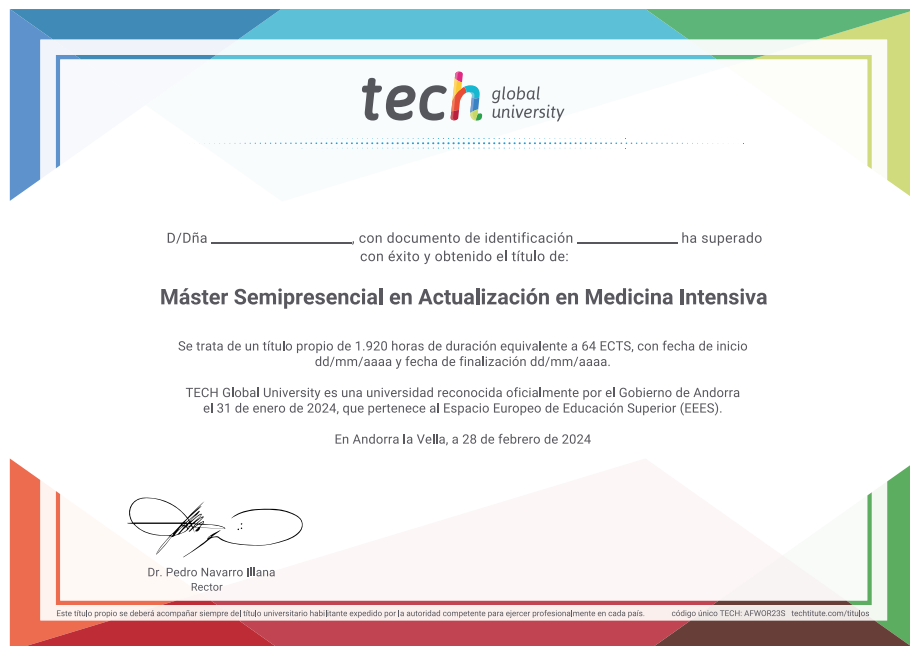 tech global university
D/Dña ______________, con documento de identificación __________ ha superado
con éxito y obtenido el título de:
Máster Semipresencial en Actualización en Medicina Intensiva
Se trata de un título propio de 1.920 horas de duración equivalente a 64 ECTS, con fecha de inicio
dd/mm/aaaa y fecha de finalización dd/mm/aaaa.
TECH Global University es una universidad reconocida oficialmente por el Gobierno de Andorra
el 31 de enero de 2024, que pertenece al Espacio Europeo de Educación Superior (EEES).
En Andorra la Vella, a 28 de febrero de 2024
Dr. Pedro Navarro Illana
Rector
Este título propio se deberá acompañar siempre del título universitario habilitante expedido por la autoridad competente para ejercer profesionalmente en cada país. código único TECH: AFWOR23S techtitute.com/titulos